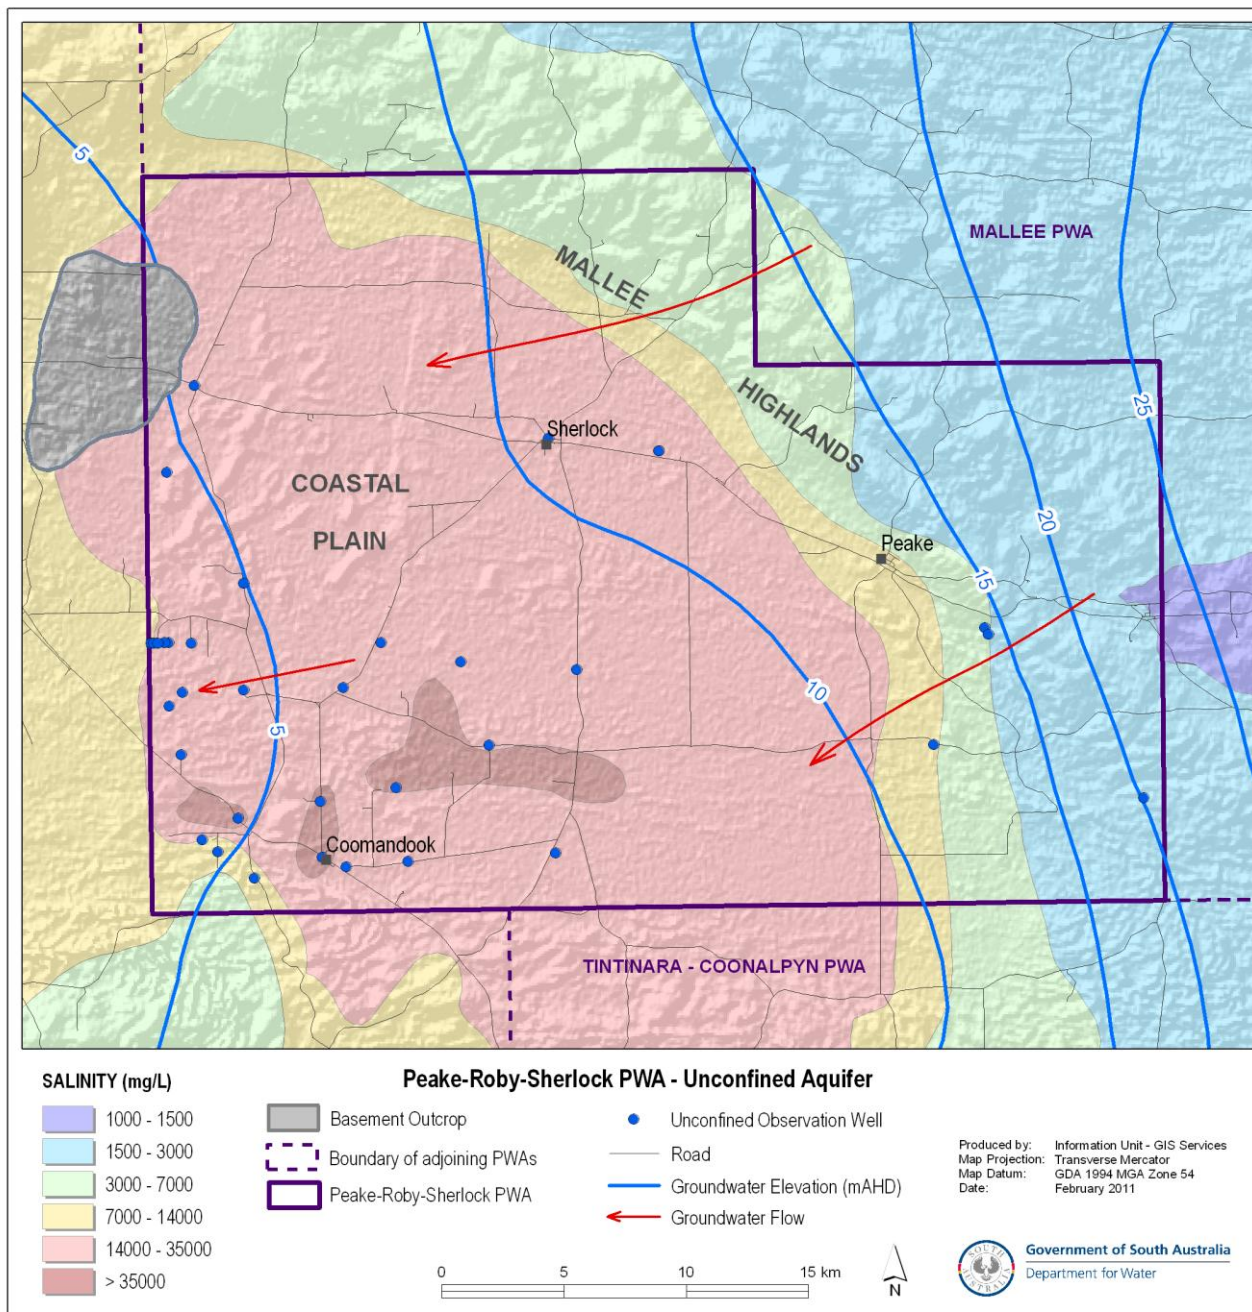 5
MALLEE PWA
MALLEE
HIGHLANDS
25
Sherlock
COASTAL
PLAIN
20
Peake
15
10
5
Coomandook
TINTINARA - COONALPYN PWA
SALINITY (mg/L)
1000 - 1500
1500 - 3000
3000 - 7000
7000 - 14000
14000 - 35000
> 35000
Peake-Roby-Sherlock PWA - Unconfined Aquifer
Basement Outcrop
Boundary of adjoining PWAs
Peake-Roby-Sherlock PWA
Unconfined Observation Well
Road
Groundwater Elevation (mAHD)
Groundwater Flow
0 5 10 15 km
N
Produced by: Information Unit - GIS Services
Map Projection: Transverse Mercator
Map Datum: GDA 1994 MGA Zone 54
Date: February 2011
SOUTH AUSTRALIA
Government of South Australia
Department for Water